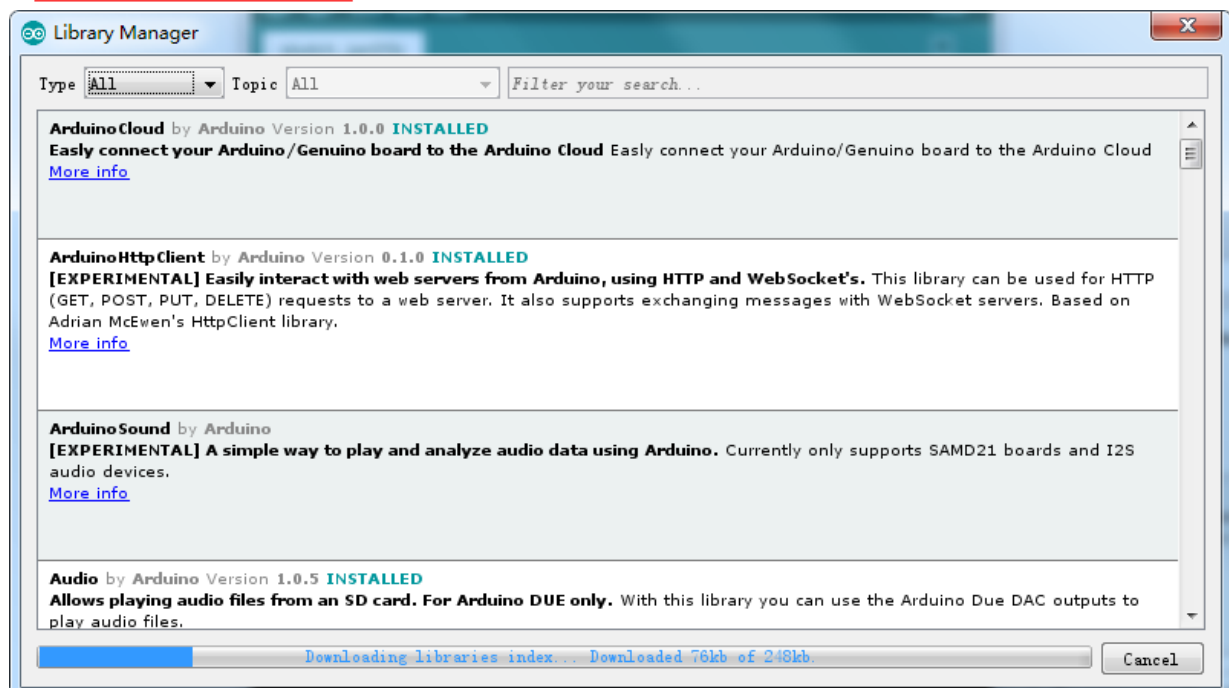 Library Manager
Type All Topic All Filter your search...
ArduinoCloud by Arduino Version 1.0.0 INSTALLED
Easly connect your Arduino/Genuino board to the Arduino Cloud Easly connect your Arduino/Genuino board to the Arduino Cloud
More info
ArduinoHttpClient by Arduino Version 0.1.0 INSTALLED
[EXPERIMENTAL] Easily interact with web servers from Arduino, using HTTP and WebSocket's. This library can be used for HTTP
(GET, POST, PUT, DELETE) requests to a web server. It also supports exchanging messages with WebSocket servers. Based on
Adrian McEwen's HttpClient library.
More info
ArduinoSound by Arduino
[EXPERIMENTAL] A simple way to play and analyze audio data using Arduino. Currently only supports SAMD21 boards and I2S
audio devices.
More info
Audio by Arduino Version 1.0.5 INSTALLED
Allows playing audio files from an SD card. For Arduino DUE only. With this library you can use the Arduino Due DAC outputs to
play audio files.
Downloading libraries index... Downloaded 76kb of 248kb.
Cancel